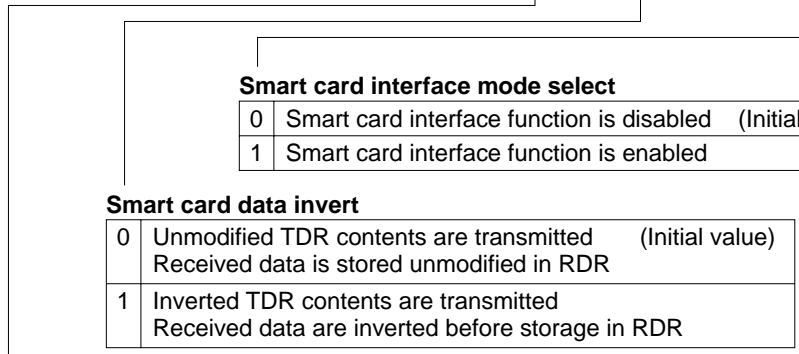 Smart card interface mode select
0 Smart card interface function is disabled (Initial
1 Smart card interface function is enabled
Smart card data invert
0 Unmodified TDR contents are transmitted (Initial value)
Received data is stored unmodified in RDR
1 Inverted TDR contents are transmitted
Received data are inverted before storage in RDR